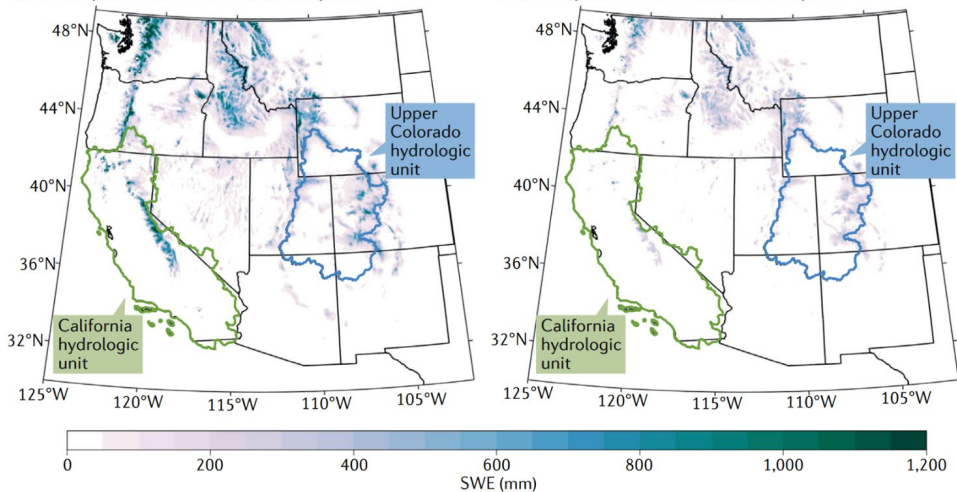 48°N
44°N
40°N
36°N
32°N
125°W
120°W
115°W
110°W
105°W
Upper
Colorado
hydrologic
unit
California
hydrologic
unit
48°N
44°N
40°N
36°N
32°N
125°W
120°W
115°W
110°W
105°W
Upper
Colorado
hydrologic
unit
California
hydrologic
unit
0
200
400
600
800
1,000
1,200
SWE (mm)